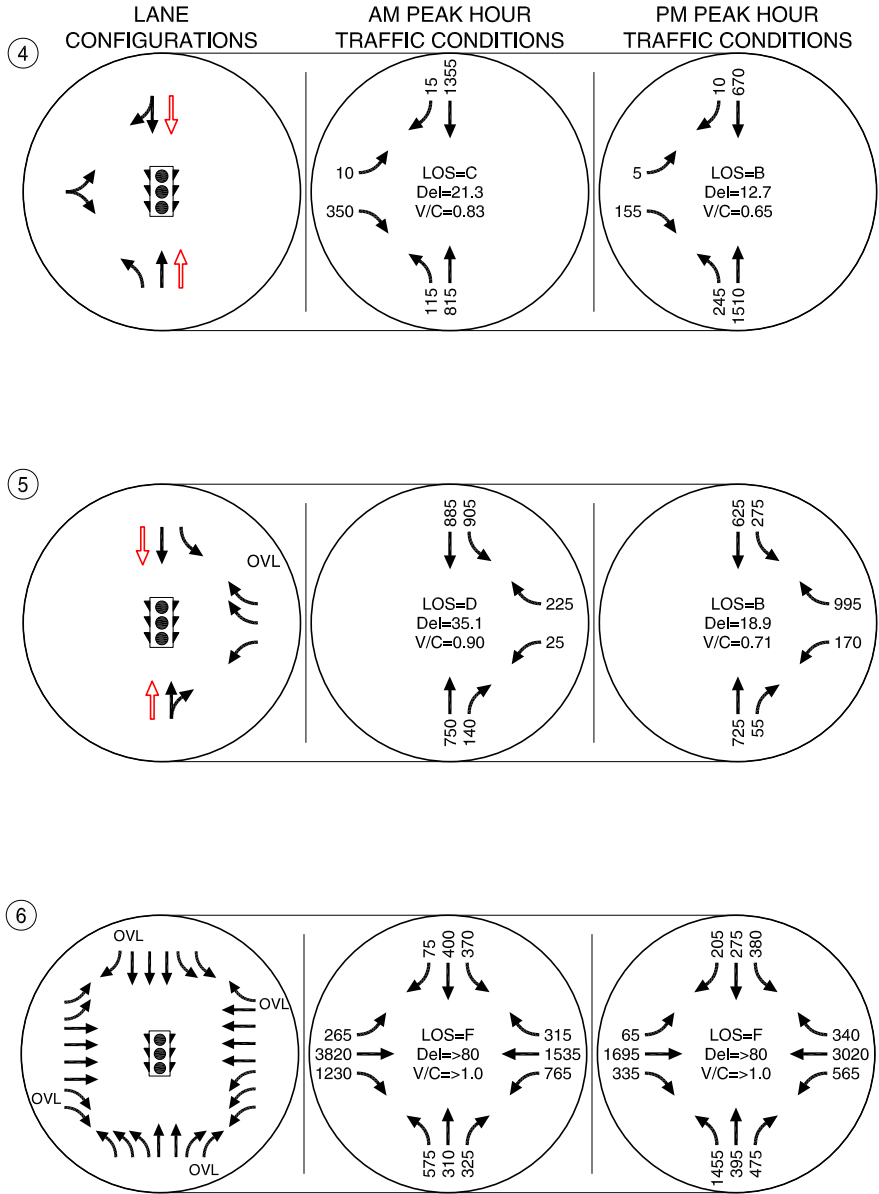 LANE
CONFIGURATIONS
AM PEAK HOUR
TRAFFIC CONDITIONS
PM PEAK HOUR
TRAFFIC CONDITIONS
4
15
1355
10
350
LOS=C
Del=21.3
V/C=0.83
115
815
10
670
5
155
LOS=B
Del=12.7
V/C=0.65
245
1510
5
OVL
885
905
LOS=D
Del=35.1
V/C=0.90
225
25
750
140
625
275
LOS=B
Del=18.9
V/C=0.71
995
170
725
55
6
OVL
OVL
OVL
OVL
75
400
370
265
3820
1230
LOS=F
Del=>80
V/C=>1.0
315
1535
765
575
310
325
205
275
380
65
1695
335
LOS=F
Del=>80
V/C=>1.0
340
3020
565
1455
395
475